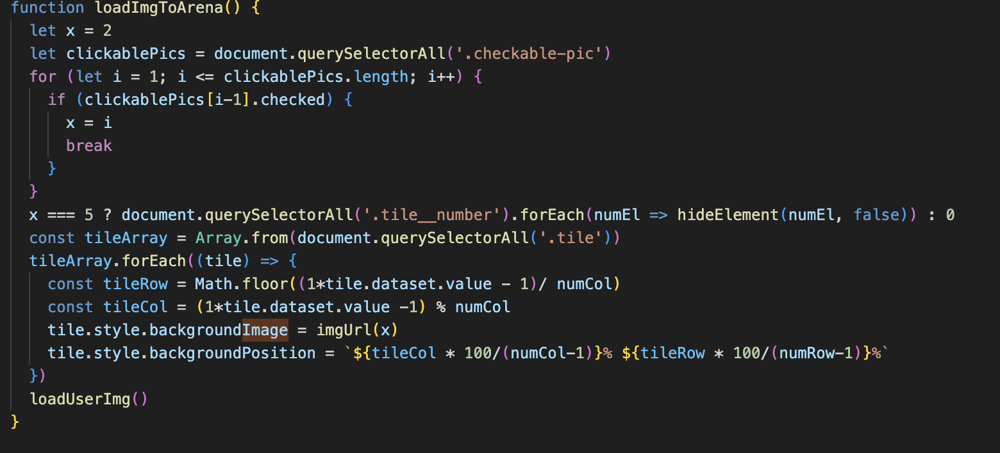 function loadImgToArena() {
let x = 2
let clickablePics = document.querySelectorAll('.checkable-pic')
for (let i = 1; i <= clickablePics.length; i++) {
if (clickablePics[i-1].checked) {
x = i
break
}
}
x === 5 ? document.querySelectorAll('.tile__number').forEach(numEl => hideElement(numEl, false)) : 0
const tileArray = Array.from(document.querySelectorAll('.tile'))
tileArray.forEach((tile) => {
const tileRow = Math.floor((1*tile.dataset.value - 1)/ numCol)
const tileCol = (1*tile.dataset.value -1) % numCol
tile.style.backgroundImage = imgUrl(x)
tile.style.backgroundPosition = `${tileCol * 100/(numCol-1)}% ${tileRow * 100/(numRow-1)}%`
})
loadUserImg()
}